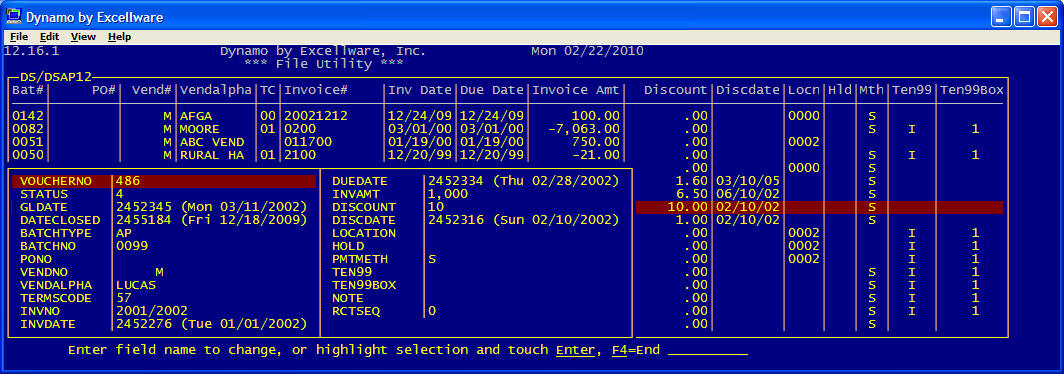 Dynamo by Excellware
File Edit View Help
12.16.1 Dynamo by Excellware, Inc. Mon 02/22/2010
*** File Utility ***
DS/DSAP12
Bat# PO# Vend# Vendalpha TC Invoice# Inv Date Due Date Invoice Amt Discount Discdate Locn Hld Mth Ten99 Ten99Box
0142 M AFGA 00 20021212 12/24/09 12/24/09 100.00 .00 0000 S
0082 M MOORE 01 0200 03/01/00 03/01/00 -7,063.00 .00 S I 1
0051 M ABC VEND 011700 01/19/00 01/19/00 750.00 .00 0002
0050 M RURAL HA 01 2100 12/20/99 12/20/99 -21.00 .00 S I 1
.00 0000 S
VOUCHERNO 486 DUEDATE 2452334 (Thu 02/28/2002) 1.60 03/10/05 S
STATUS 4 INVAMT 1,000 6.50 06/10/02 S
GLDATE 2452345 (Mon 03/11/2002) DISCOUNT 10 10.00 02/10/02 S
DATECLOSED 2455184 (Fri 12/18/2009) DISCDATE 2452316 (Sun 02/10/2002) 1.00 02/10/02 S
BATCHTYPE AP LOCATION .00 0002 I 1
BATCHNO 0099 HOLD .00 0002 I 1
PONO PMTMETH S .00 0002 I 1
VENDNO M TEN99 .00 S I 1
VENDALPHA LUCAS TEN99BOX .00 S I 1
TERMSCODE 57 NOTE .00 S I 1
INVNO 2001/2002 RCTSEQ 0 .00 S I 1
INVDATE 2452276 (Tue 01/01/2002) .00 S
Enter field name to change, or highlight selection and touch Enter, F4=End